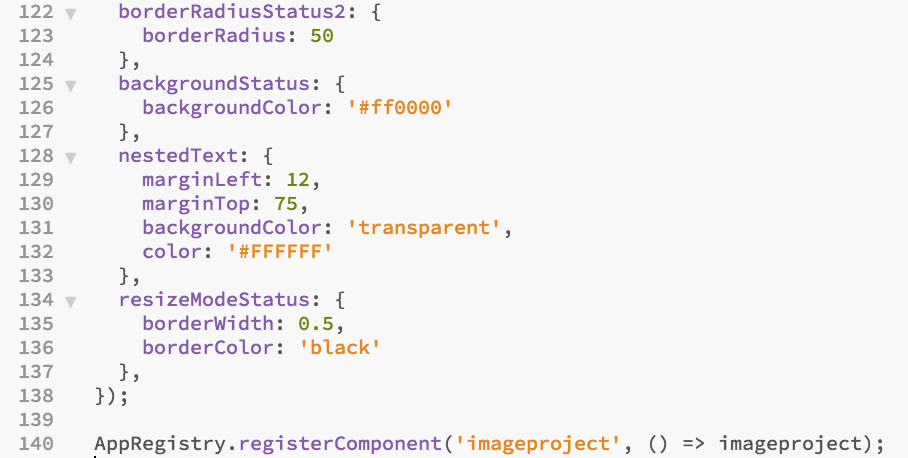 122 ▼ borderRadiusStatus2: {
123 borderRadius: 50
124 },
125 ▼ backgroundStatus: {
126 backgroundColor: '#ff0000'
127 },
128 ▼ nestedText: {
129 marginLeft: 12,
130 marginTop: 75,
131 backgroundColor: 'transparent',
132 color: '#FFFFFF'
133 },
134 ▼ resizeModeStatus: {
135 borderWidth: 0.5,
136 borderColor: 'black'
137 },
138 });
139
140 AppRegistry.registerComponent('imageproject', () => imageproject);